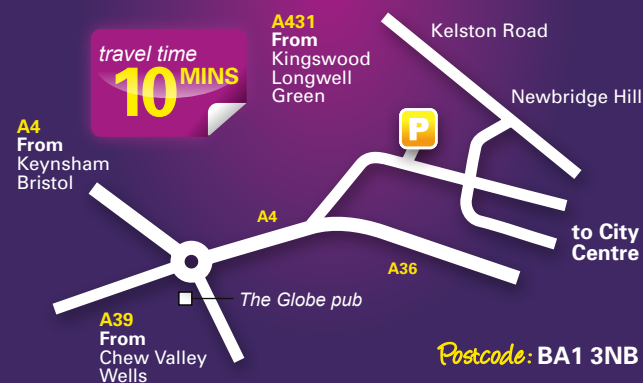 travel time
10 MINS
A431
From
Kingswood
Longwell
Green
Kelston Road
Newbridge Hill
P
A4
From
Keynsham
Bristol
A4
to City
Centre
A36
The Globe pub
A39
From
Chew Valley
Wells
Postcode: BA1 3NB